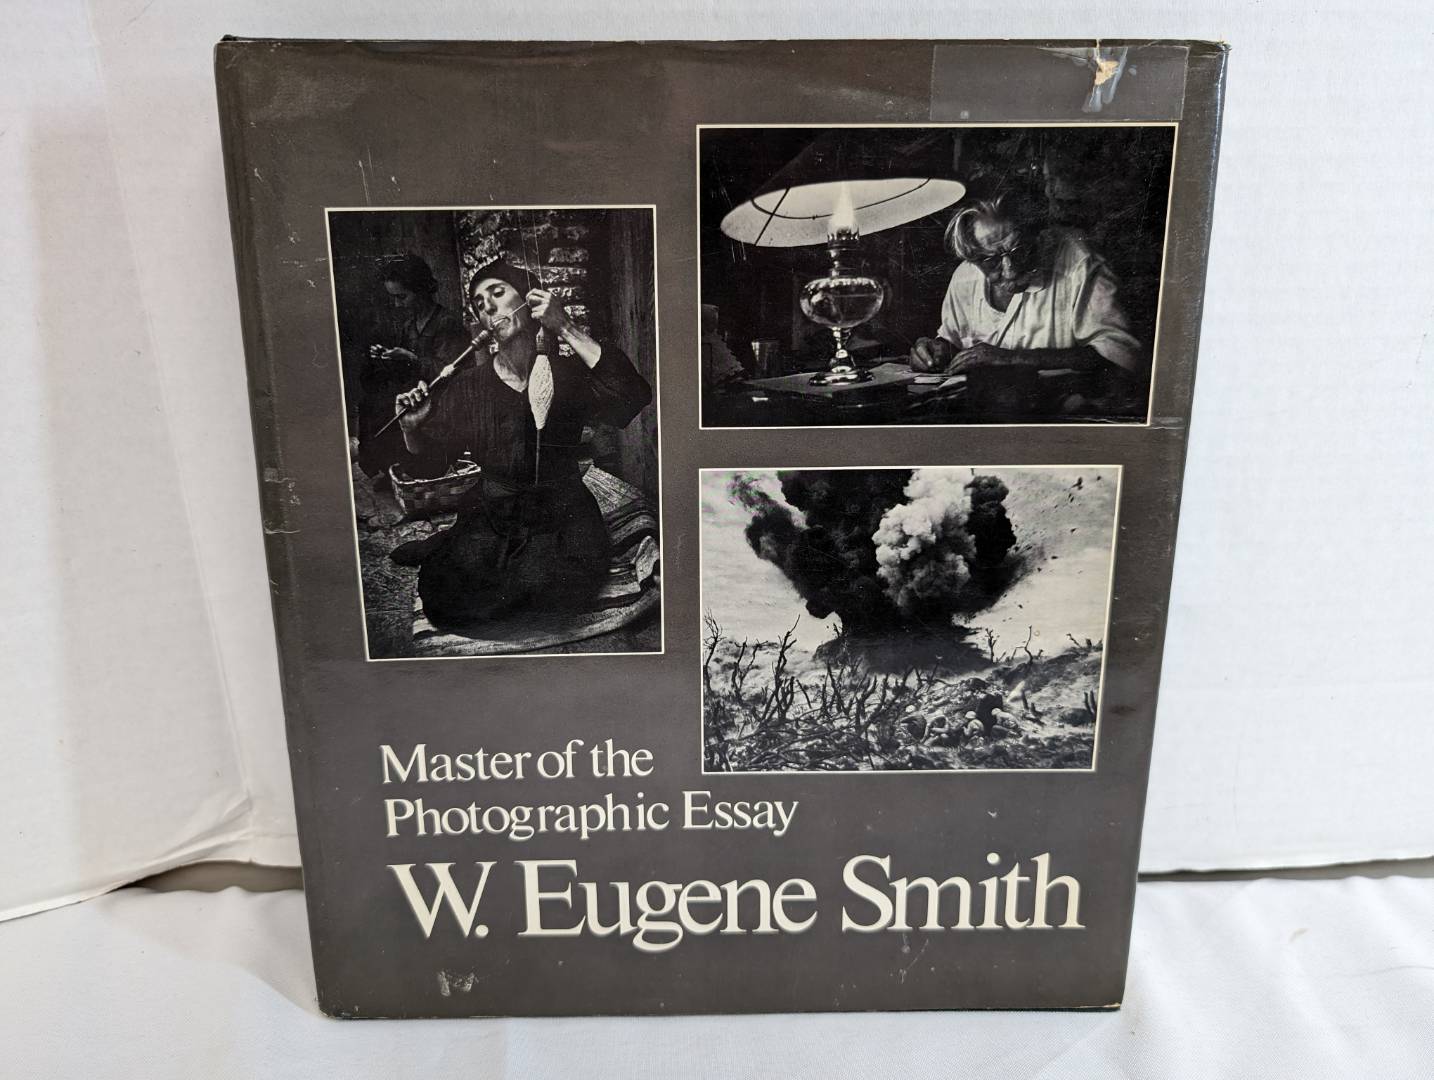 Master of the
Photographic Essay
W. Eugene Smith